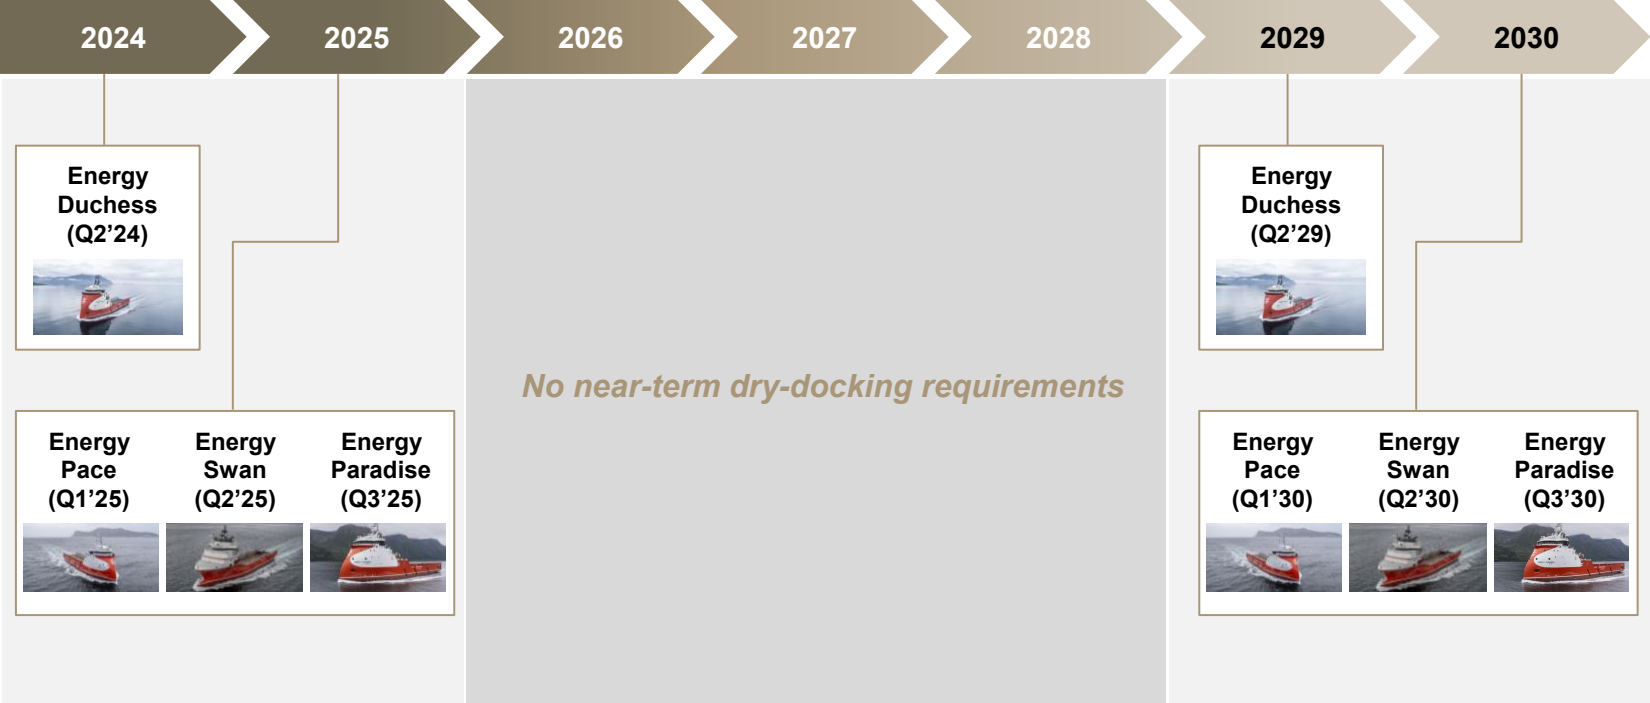 2024
2025
2026
2027
2028
2029
2030
Energy
Duchess
(Q2’24)
Energy
Duchess
(Q2’29)
No near-term dry-docking requirements
Energy
Pace
(Q1’25)
Energy
Swan
(Q2’25)
Energy
Paradise
(Q3’25)
Energy
Pace
(Q1’30)
Energy
Swan
(Q2’30)
Energy
Paradise
(Q3’30)